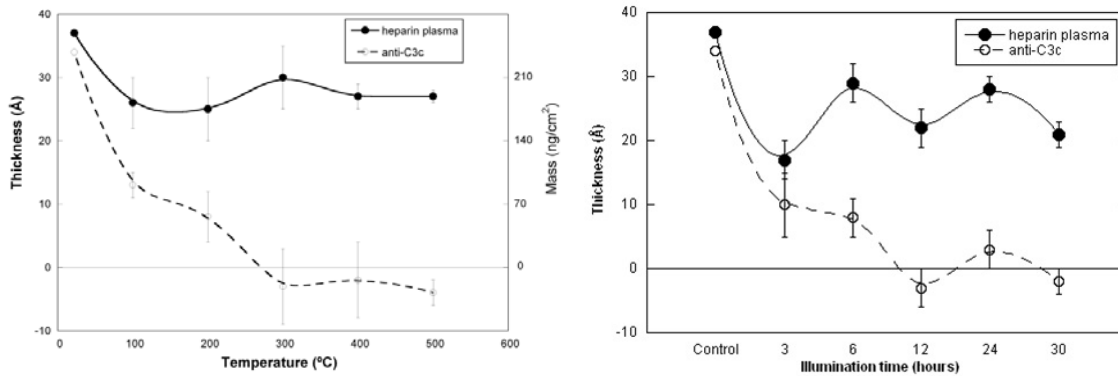 40
30
20
10
0
-10
Thickness (Å)
heparin plasma
anti-C3c
210
140
70
0
Mass (ng/cm²)
0 100 200 300 400 500 600
Temperature (ºC)
40
30
20
10
0
-10
Thickness (Å)
heparin plasma
anti-C3c
Control 3 6 12 24 30
Illumination time (hours)